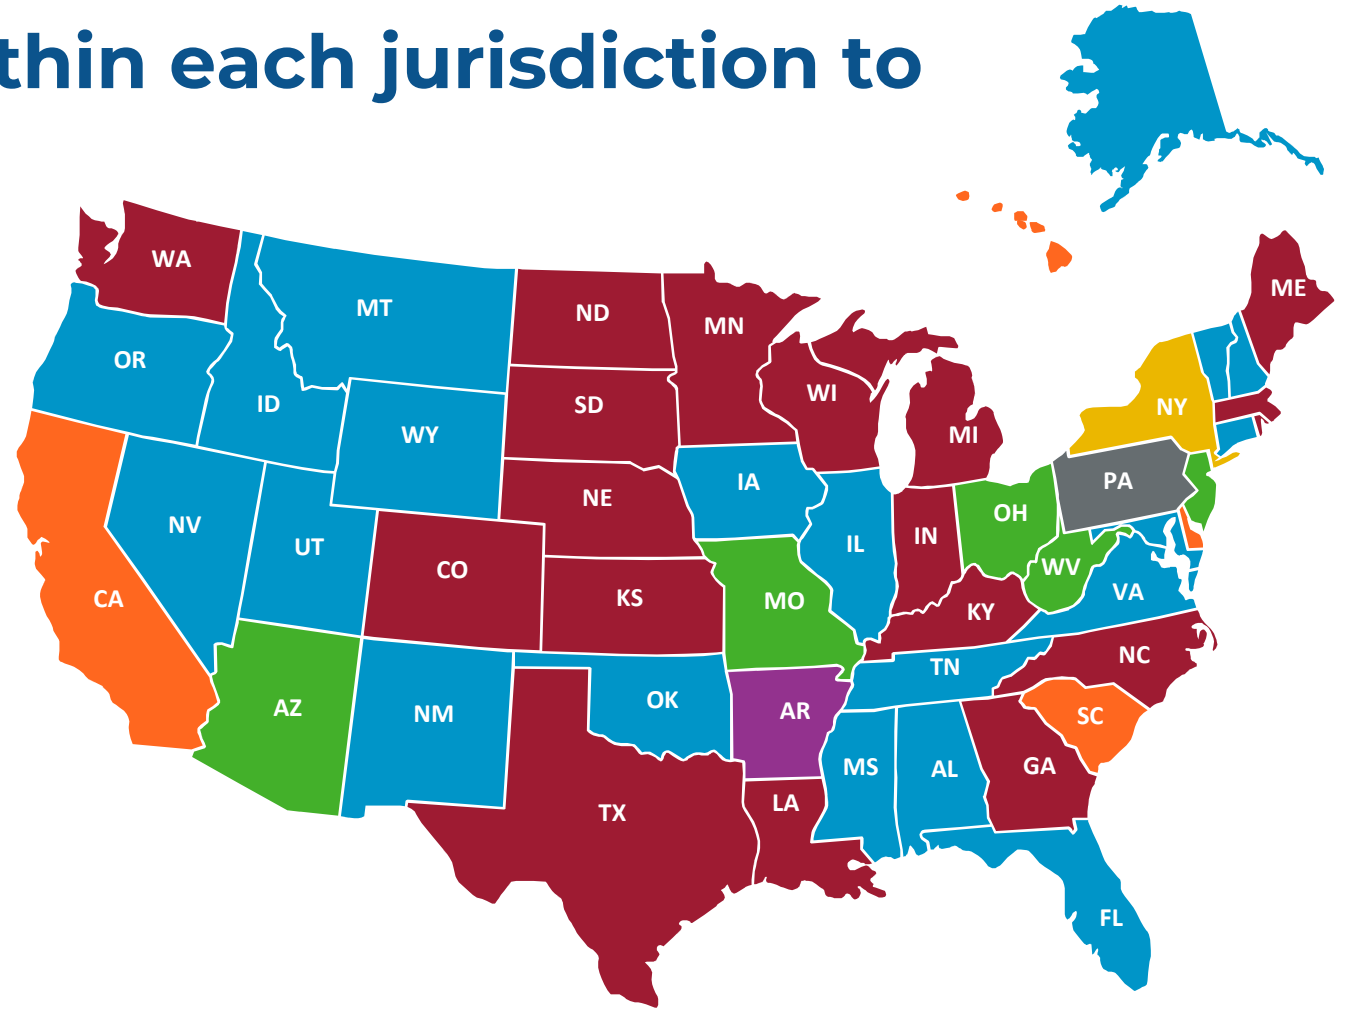 thin each jurisdiction to
WA
ME
MT
ND
MN
OR
WI
ID
SD
NY
WY
MI
IA
PA
NE
OH
NV
IN
IL
UT
WV
CO
VA
CA
KS
MO
KY
NC
TN
OK
AZ
AR
NM
SC
MS
AL
GA
LA
TX
FL